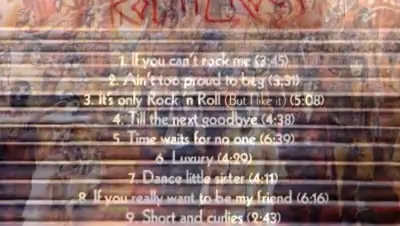 1. If you can't rock me (3:45)
2. Ain't too proud to beg (3:31)
3. It's only Rock 'n Roll (But I like it) (5:08)
4. Till the next goodbye (4:38)
5. Time waits for no one (6:39)
6. Luxury (4:29)
7. Dance little sister (4:11)
8. If you really want to be my friend (6:16)
9. Short and curlies (2:43)